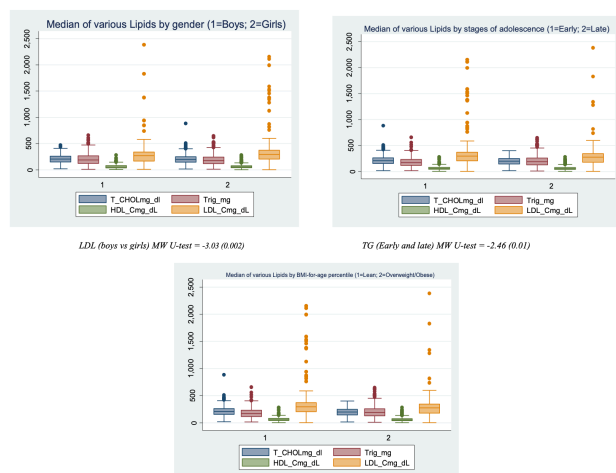 Median of various Lipids by gender (1=Boys; 2=Girls)
2,500
2,000
1,500
1,000
500
0
1
2
T_CHOLmg_dl
Trig_mg
HDL_Cmg_dL
LDL_Cmg_dL
LDL (boys vs girls) MW U-test = -3.03 (0.002)
Median of various Lipids by stages of adolescence (1=Early; 2=Late)
2,500
2,000
1,500
1,000
500
0
1
2
T_CHOLmg_dl
Trig_mg
HDL_Cmg_dL
LDL_Cmg_dL
TG (Early and late) MW U-test = -2.46 (0.01)
Median of various Lipids by BMI-for-age percentile (1=Lean; 2=Overweight/Obese)
2,500
2,000
1,500
1,000
500
0
1
2
T_CHOLmg_dl
Trig_mg
HDL_Cmg_dL
LDL_Cmg_dL